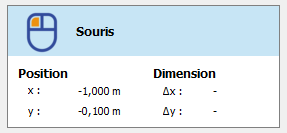 Souris
Position Dimension
x : -1,000 m Δx : -
y : -0,100 m Δy : -